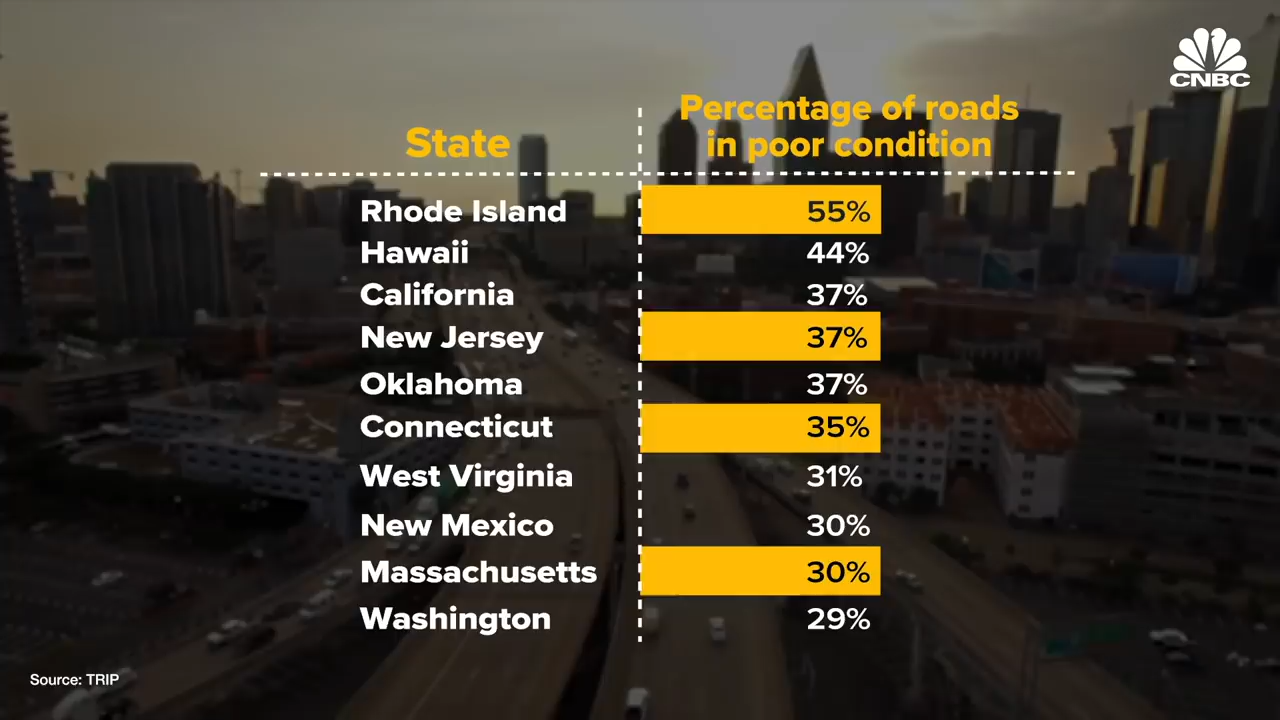 CNBC
Percentage of roads
in poor condition
State
Rhode Island 55%
Hawaii 44%
California 37%
New Jersey 37%
Oklahoma 37%
Connecticut 35%
West Virginia 31%
New Mexico 30%
Massachusetts 30%
Washington 29%
Source: TRIP